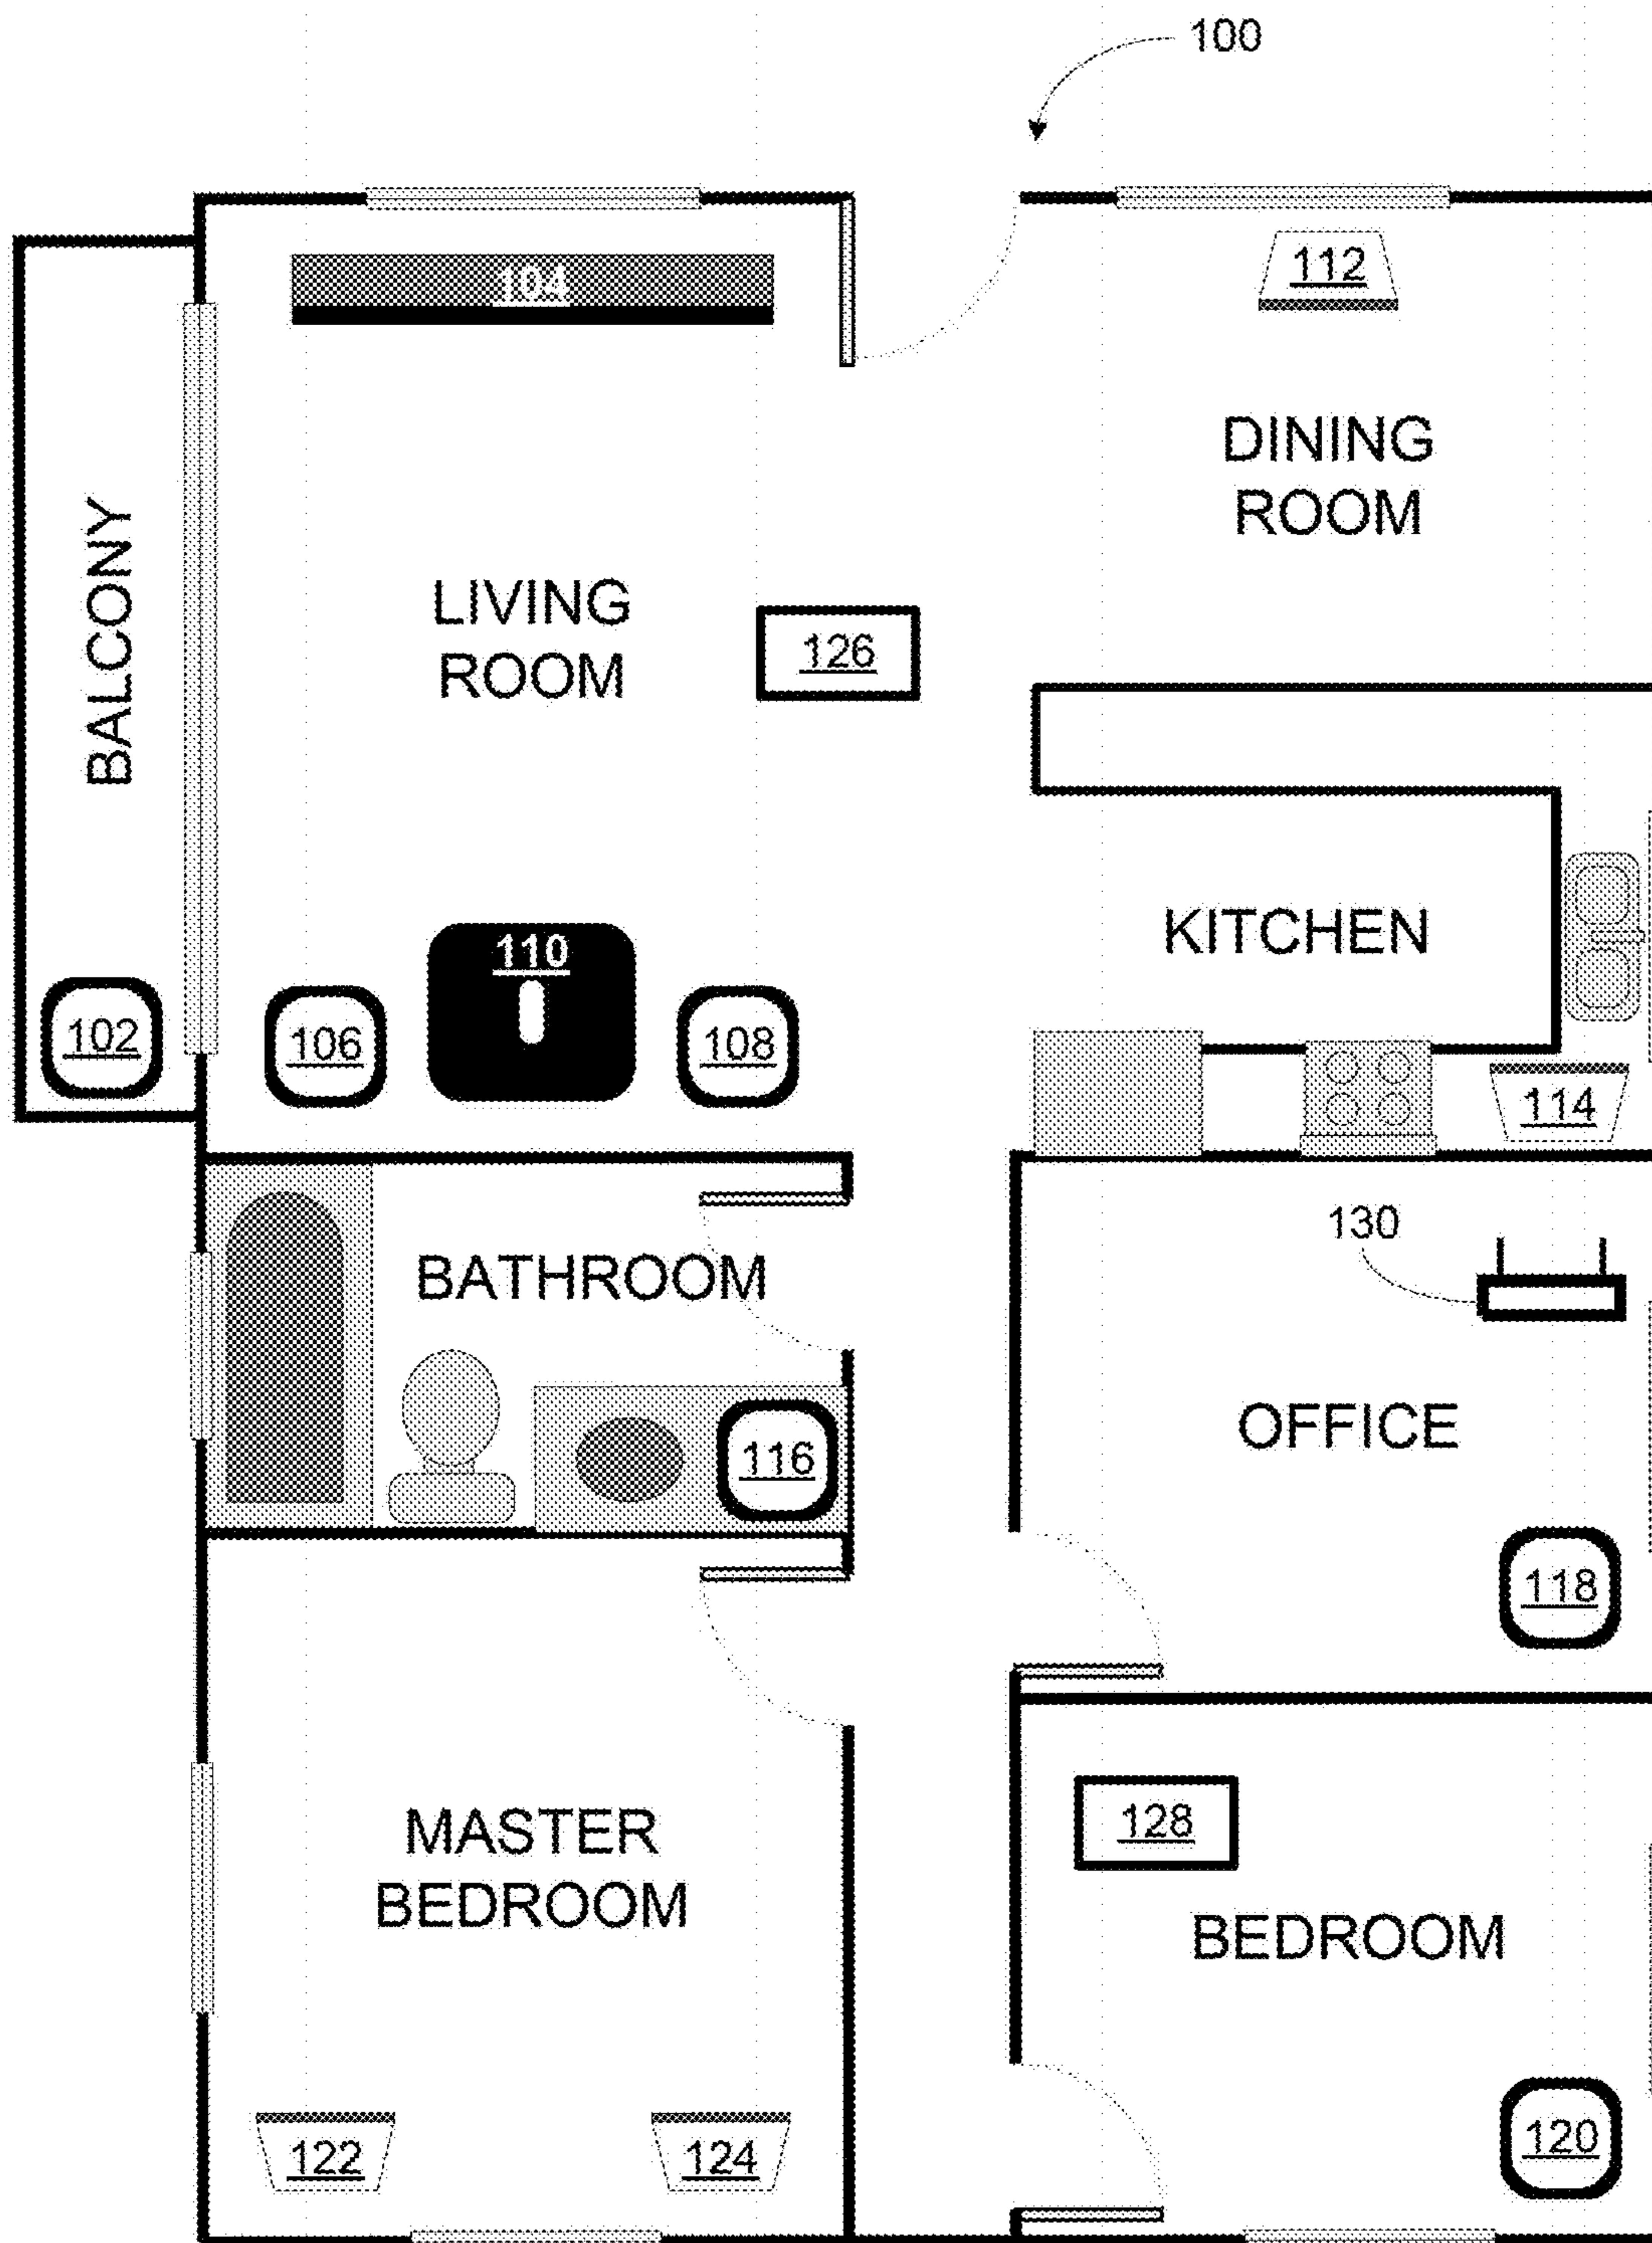 100
104
112
DINING
ROOM
BALCONY
LIVING
ROOM
126
KITCHEN
110
102
106
108
114
130
BATHROOM
OFFICE
116
118
128
MASTER
BEDROOM
BEDROOM
122
124
120